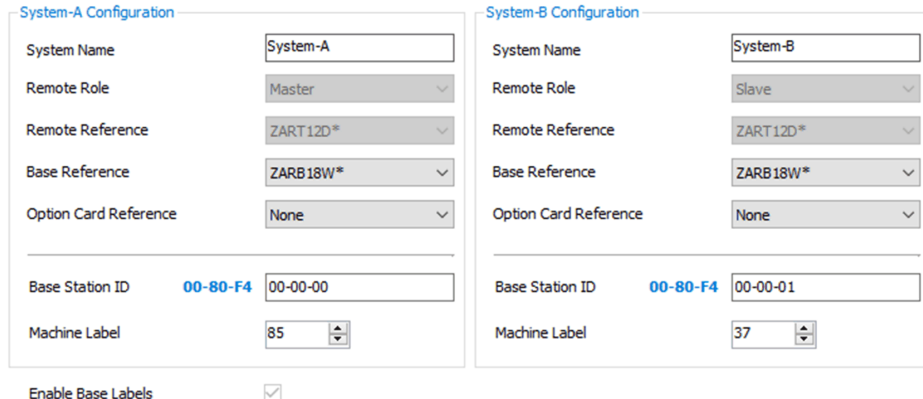 System-A Configuration
System Name System-A
Remote Role Master
Remote Reference ZART12D*
Base Reference ZARB18W*
Option Card Reference None
Base Station ID 00-80-F4 00-00-00
Machine Label 85
System-B Configuration
System Name System-B
Remote Role Slave
Remote Reference ZART12D*
Base Reference ZARB18W*
Option Card Reference None
Base Station ID 00-80-F4 00-00-01
Machine Label 37
Enable Base Labels